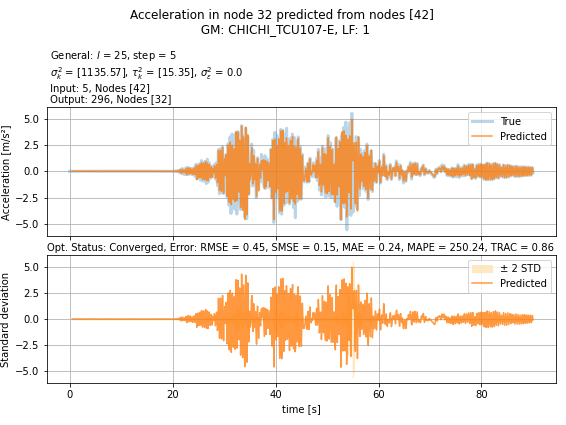 Acceleration in node 32 predicted from nodes [42]
GM: CHICHI_TCU107-E, LF: 1
General: l = 25, step = 5
σ²ₖ = [1135.57], τ²ₖ = [15.35], σ²ε = 0.0
Input: 5, Nodes [42]
Output: 296, Nodes [32]
5.0
2.5
0.0
−2.5
−5.0
Acceleration [m/s²]
True
Predicted
Opt. Status: Converged, Error: RMSE = 0.45, SMSE = 0.15, MAE = 0.24, MAPE = 250.24, TRAC = 0.86
5.0
2.5
0.0
−2.5
−5.0
Standard deviation
± 2 STD
Predicted
0 20 40 60 80
time [s]